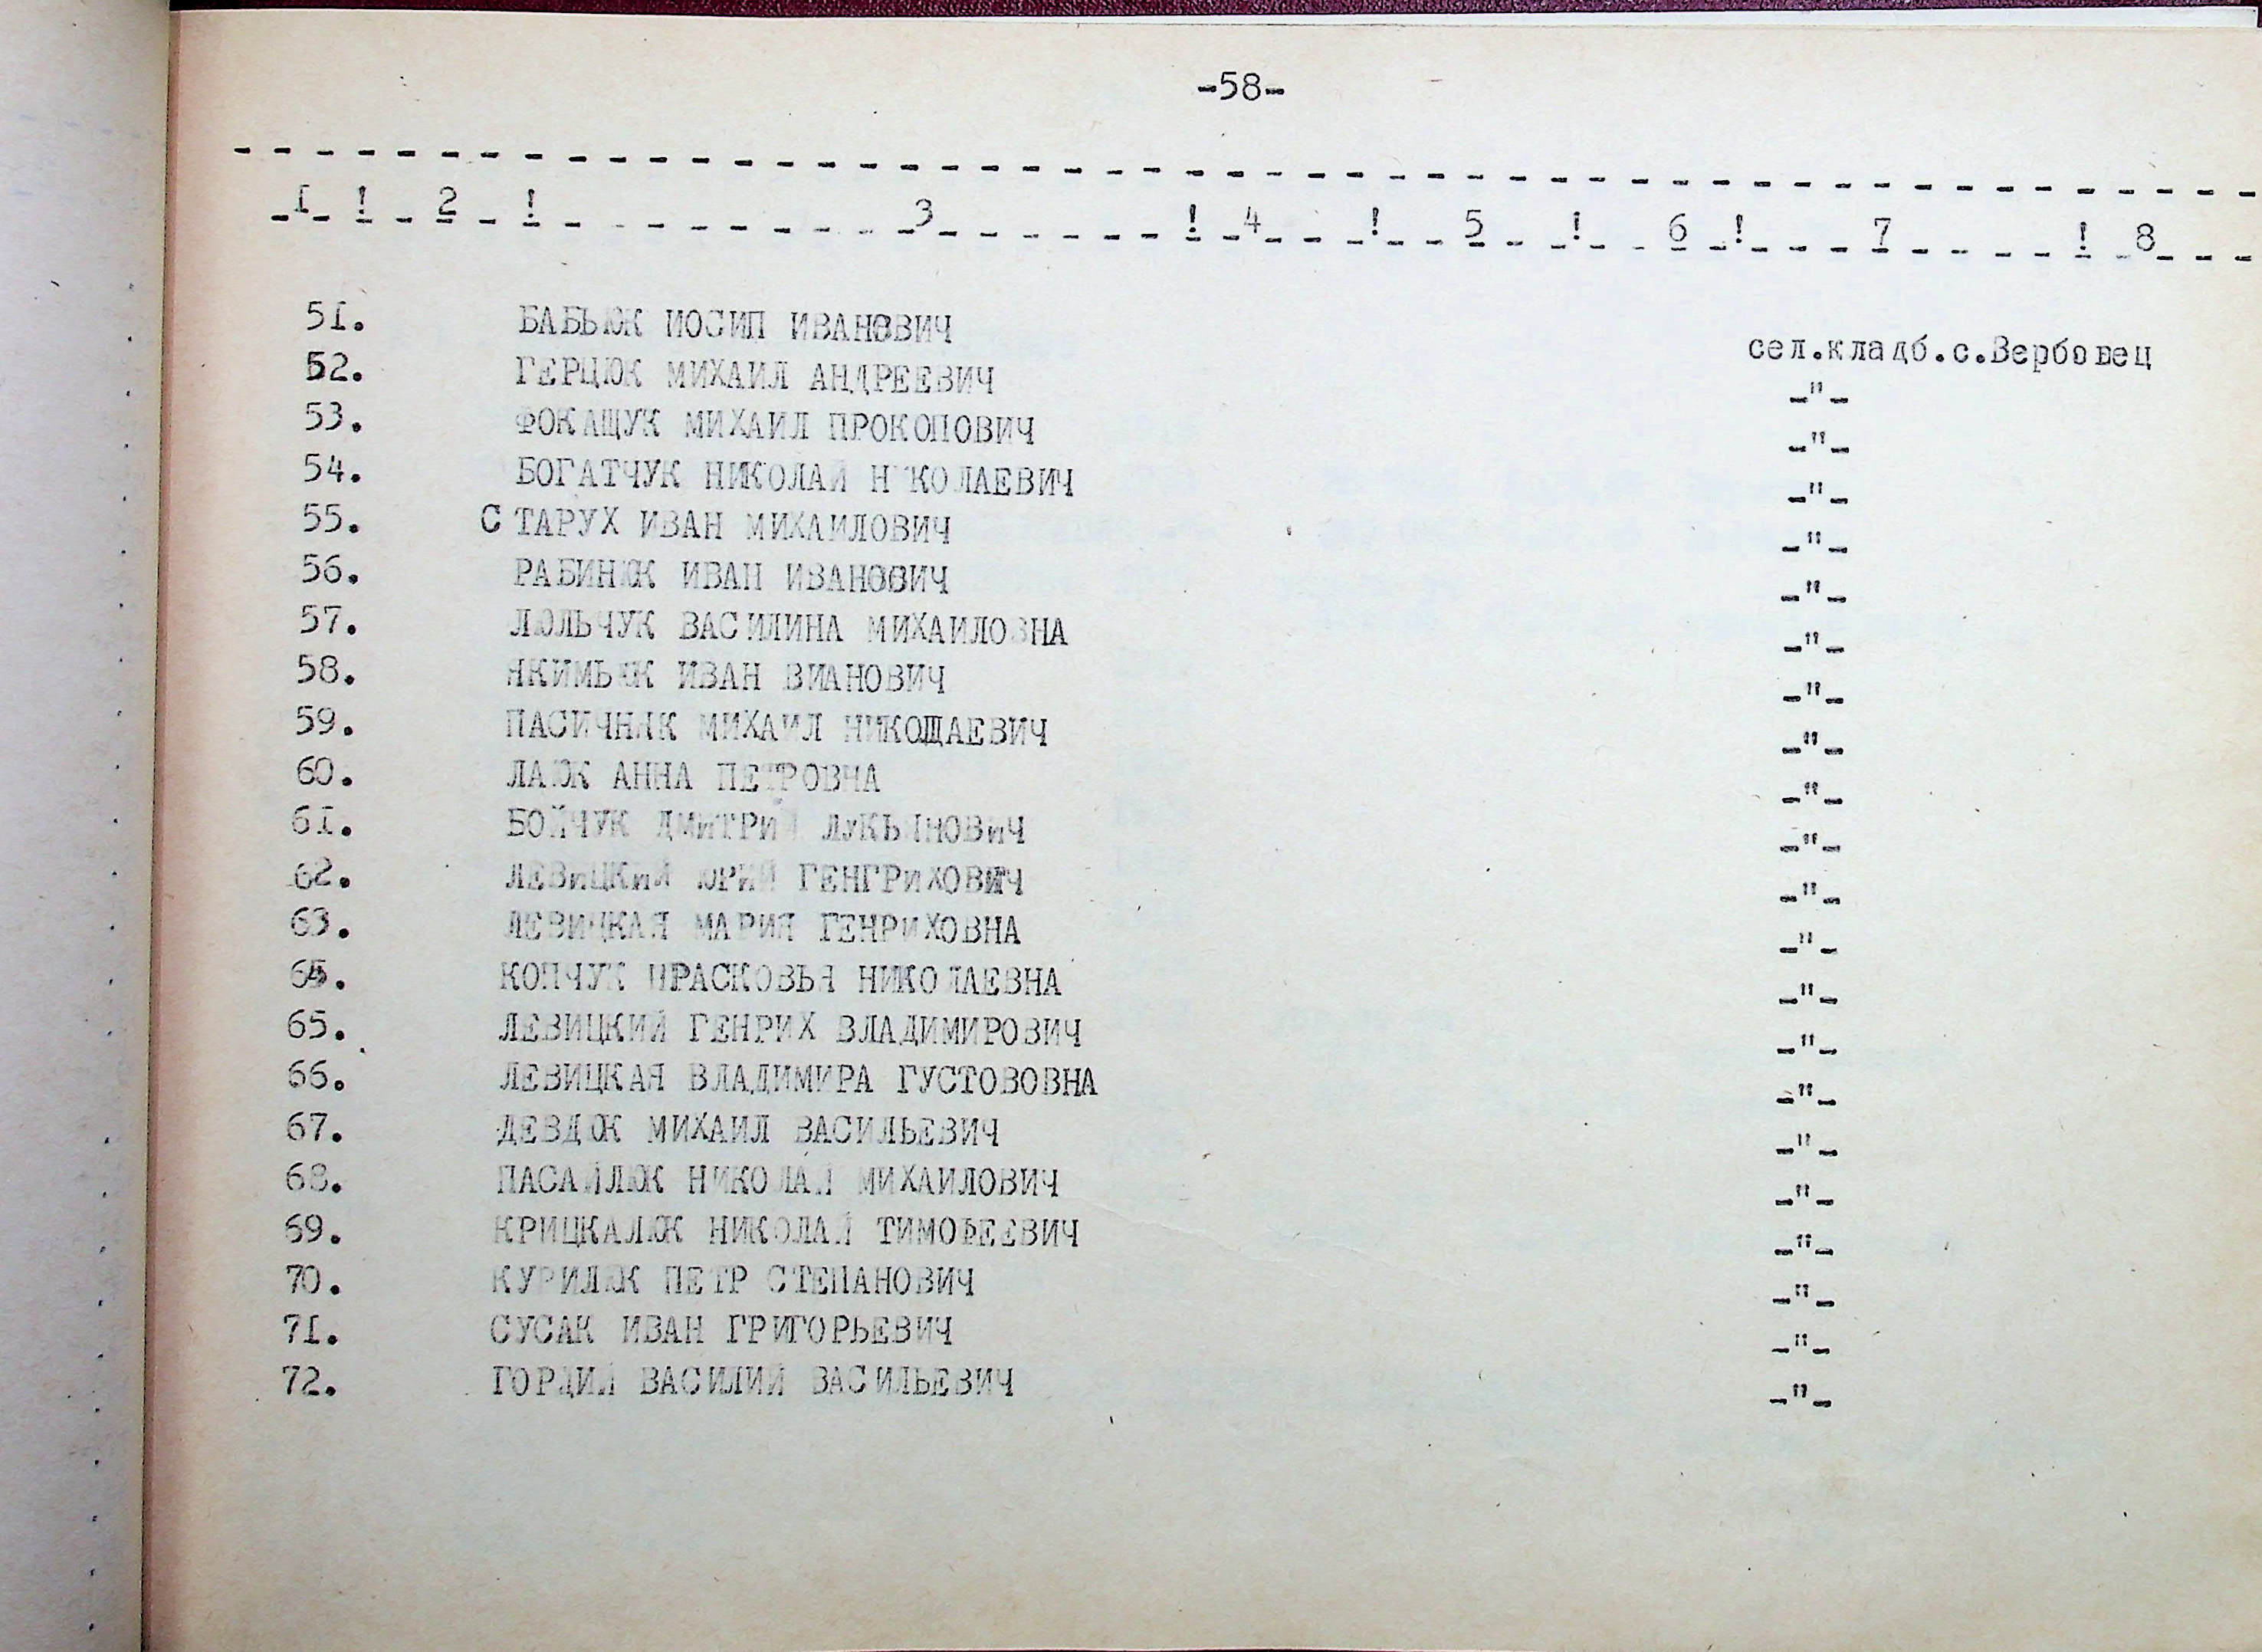 -58-
1 ! 2 ! 3 ! 4 ! 5 ! 6 ! 7 ! 8
51. БАБЬЮК ИОСИП ИВАНОВИЧ сел.кладб.с.Вербовец
52. ГЕРЦЮК МИХАИЛ АНДРЕЕВИЧ -"-
53. ФОКАЩУК МИХАИЛ ПРОКОПОВИЧ -"-
54. БОГАТЧУК НИКОЛАЙ НИКОЛАЕВИЧ -"-
55. СТАРУХ ИВАН МИХАИЛОВИЧ -"-
56. РАБИНЮК ИВАН ИВАНОВИЧ -"-
57. ЛЮЛЬЧУК ВАСИЛИНА МИХАИЛОВНА -"-
58. ЯКИМЬЮК ИВАН ВИАНОВИЧ -"-
59. ПАСИЧНЯК МИХАИЛ НИКОЛАЕВИЧ -"-
60. ЛАЮК АННА ПЕТРОВЧА -"-
61. БОЙЧУК ДМИТРИЙ ЛУКЬЯНОВИЧ -"-
62. ЛЕВИЦКИЙ ЮРИЙ ГЕНГРИХОВИЧ -"-
63. ЛЕВИЦКАЯ МАРИЯ ГЕНРИХОВНА -"-
64. КОПЧУК ПРАСКОВЬЯ НИКОЛАЕВНА -"-
65. ЛЕВИЦКИЙ ГЕНРИХ ВЛАДИМИРОВИЧ -"-
66. ЛЕВИЦКАЯ ВЛАДИМИРА ГУСТОВОВНА -"-
67. ДЕВДЮК МИХАИЛ ВАСИЛЬЕВИЧ -"-
68. ПАСАЙЛЮК НИКОЛАЙ МИХАИЛОВИЧ -"-
69. КРИЦКАЛЮК НИКОЛАЙ ТИМОФЕЕВИЧ -"-
70. КУРИЛЮК ПЕТР СТЕПАНОВИЧ -"-
71. СУСАК ИВАН ГРИГОРЬЕВИЧ -"-
72. ГОРДИЙ ВАСИЛИЙ ВАСИЛЬЕВИЧ -"-